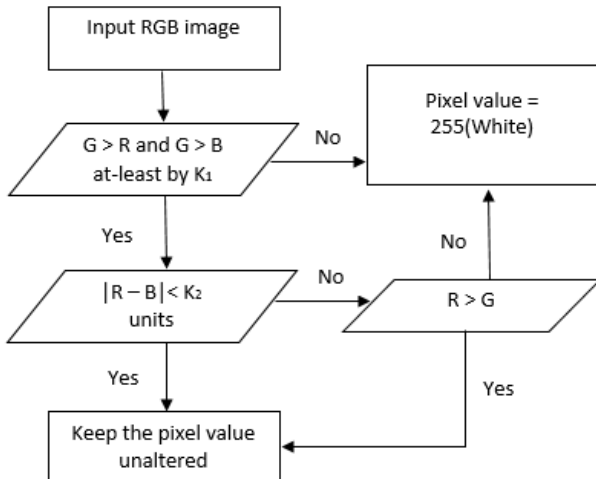 Input RGB image
Pixel value =
255(White)
G > R and G > B
at-least by K₁
No
Yes
No
|R – B|< K₂
units
No
R > G
Yes
Yes
Keep the pixel value
unaltered